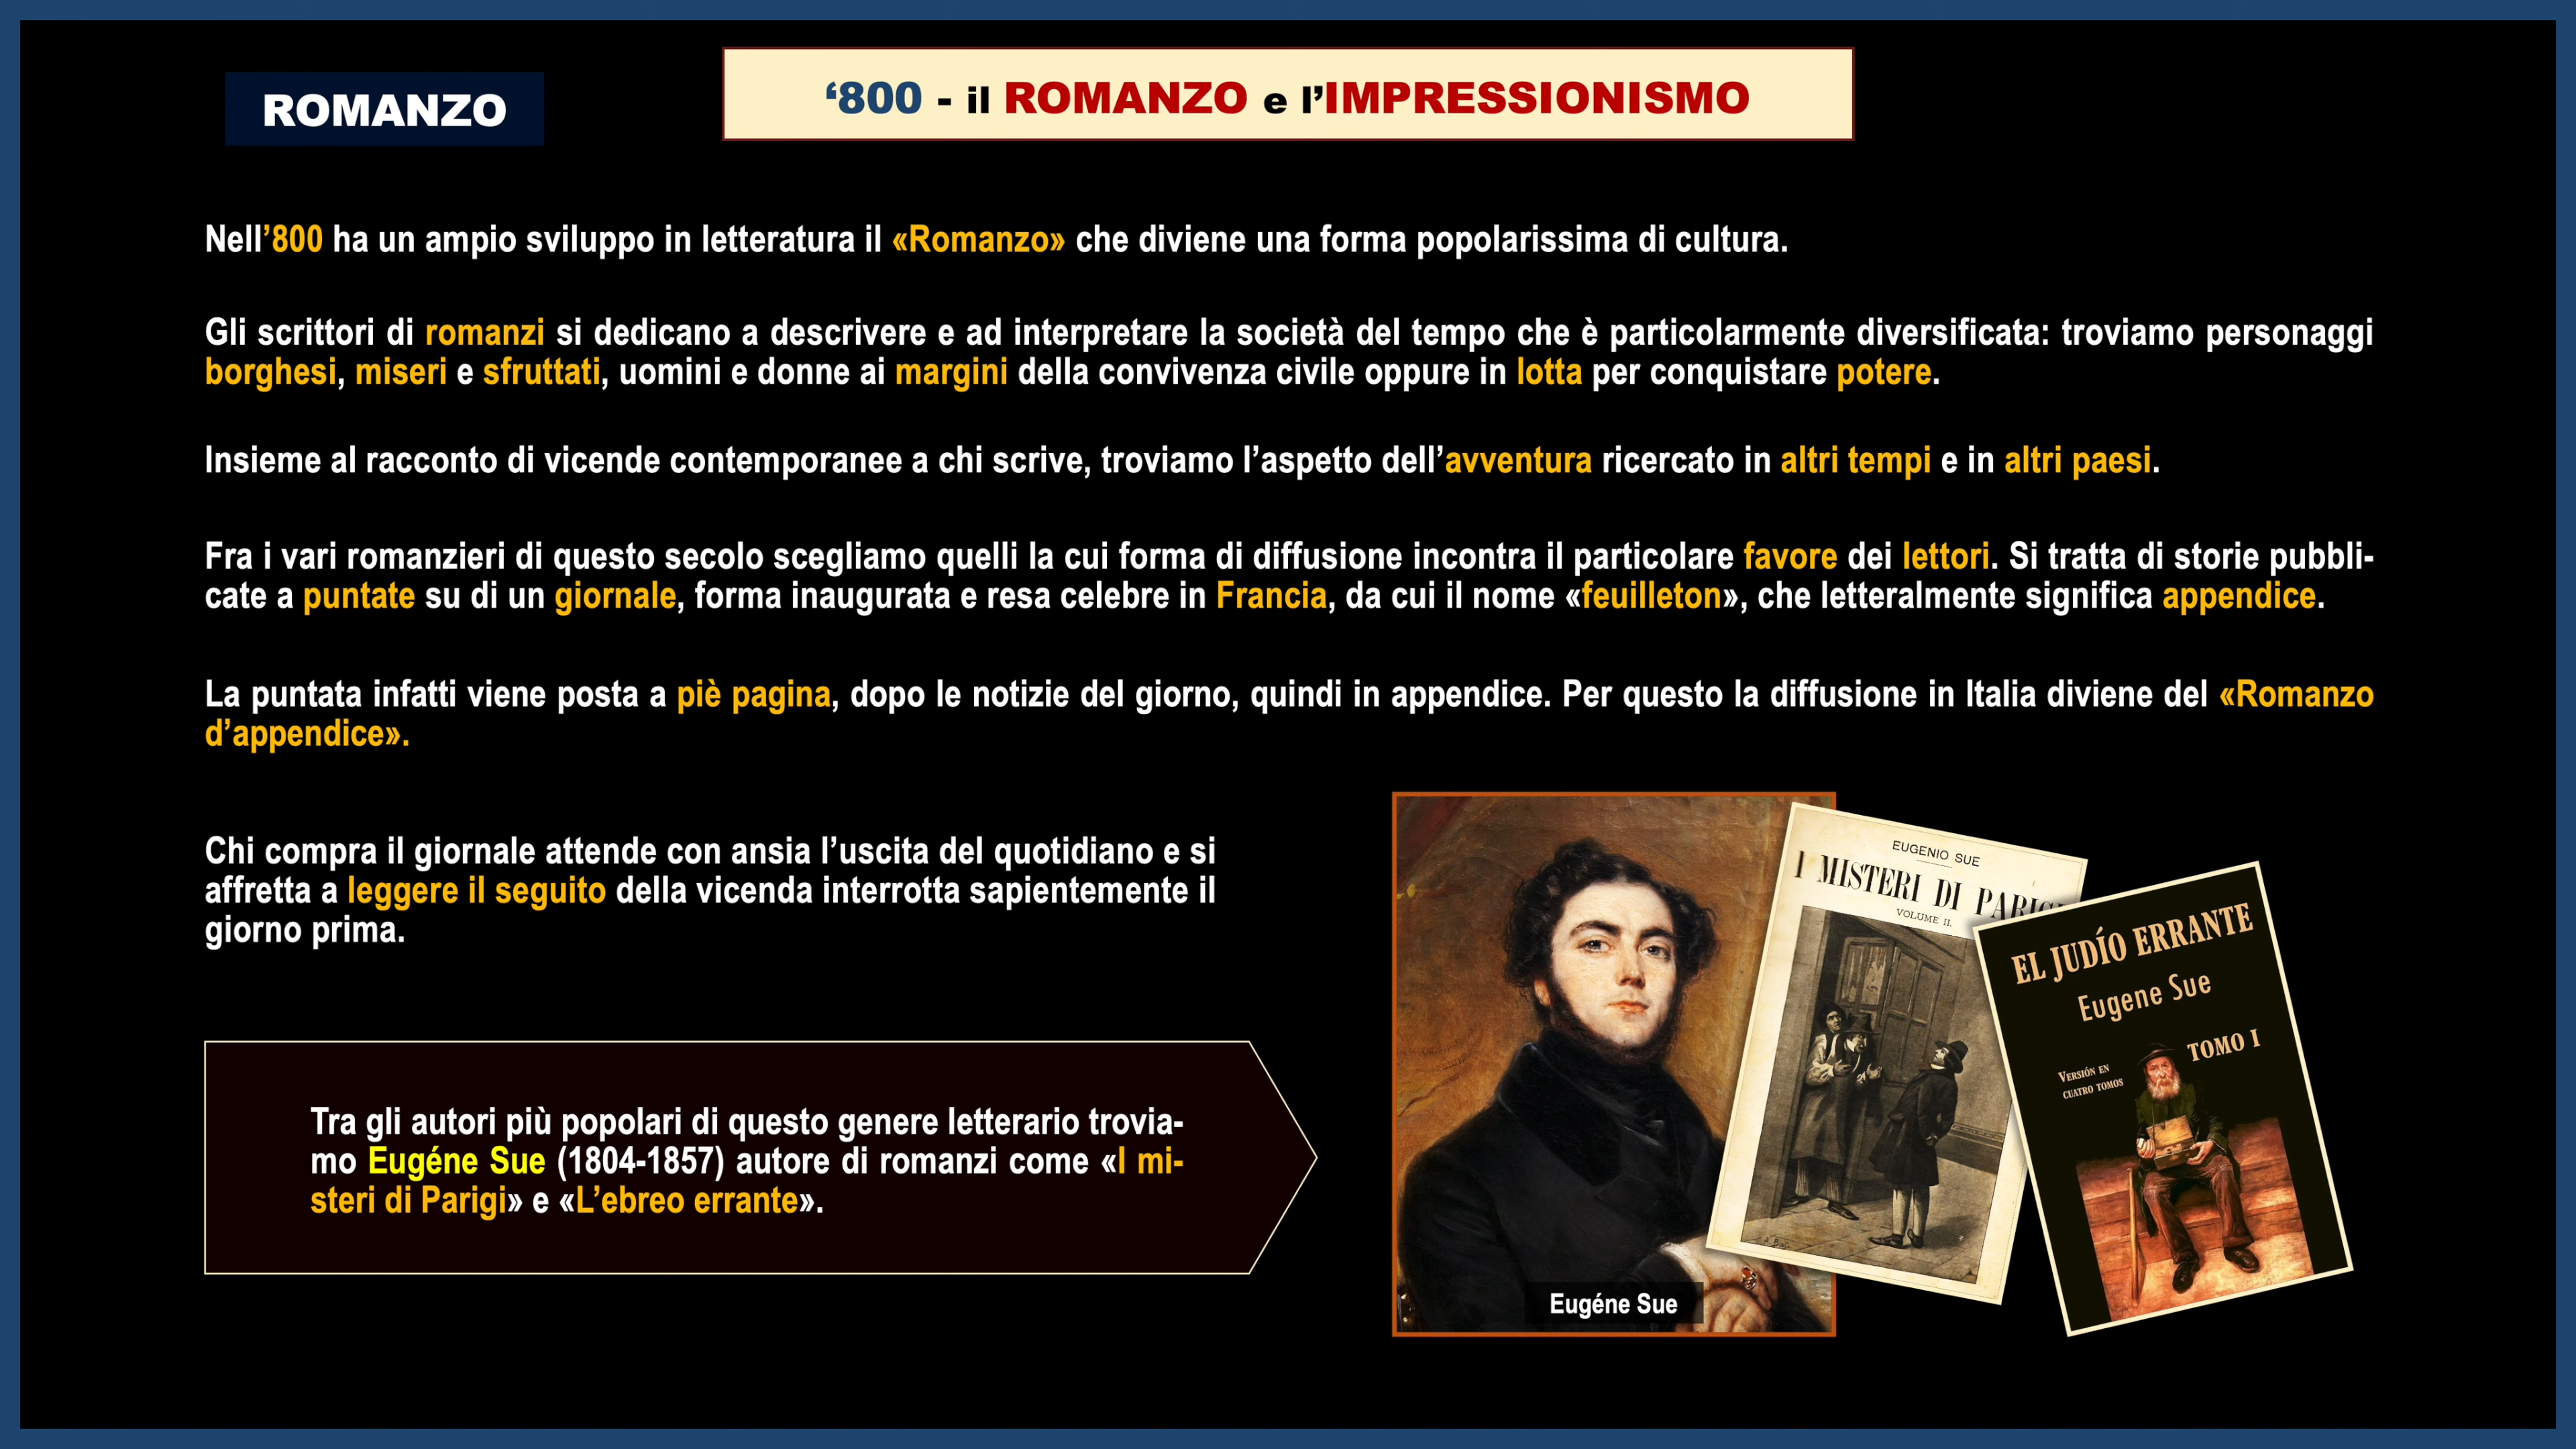 ROMANZO
‘800 - il ROMANZO e l’IMPRESSIONISMO
Nell’800 ha un ampio sviluppo in letteratura il «Romanzo» che diviene una forma popolarissima di cultura.
Gli scrittori di romanzi si dedicano a descrivere e ad interpretare la società del tempo che è particolarmente diversificata: troviamo personaggi
borghesi, miseri e sfruttati, uomini e donne ai margini della convivenza civile oppure in lotta per conquistare potere.
Insieme al racconto di vicende contemporanee a chi scrive, troviamo l’aspetto dell’avventura ricercato in altri tempi e in altri paesi.
Fra i vari romanzieri di questo secolo scegliamo quelli la cui forma di diffusione incontra il particolare favore dei lettori. Si tratta di storie pubbli-
cate a puntate su di un giornale, forma inaugurata e resa celebre in Francia, da cui il nome «feuilleton», che letteralmente significa appendice.
La puntata infatti viene posta a piè pagina, dopo le notizie del giorno, quindi in appendice. Per questo la diffusione in Italia diviene del «Romanzo
d’appendice».
Chi compra il giornale attende con ansia l’uscita del quotidiano e si
affretta a leggere il seguito della vicenda interrotta sapientemente il
giorno prima.
Tra gli autori più popolari di questo genere letterario trovia-
mo Eugéne Sue (1804-1857) autore di romanzi come «I mi-
steri di Parigi» e «L’ebreo errante».
Eugéne Sue
EUGENIO SUE
I MISTERI DI PARIGI
VOLUME II.
EL JUDÍO ERRANTE
Eugene Sue
TOMO I
VERSIÓN EN
CUATRO TOMOS